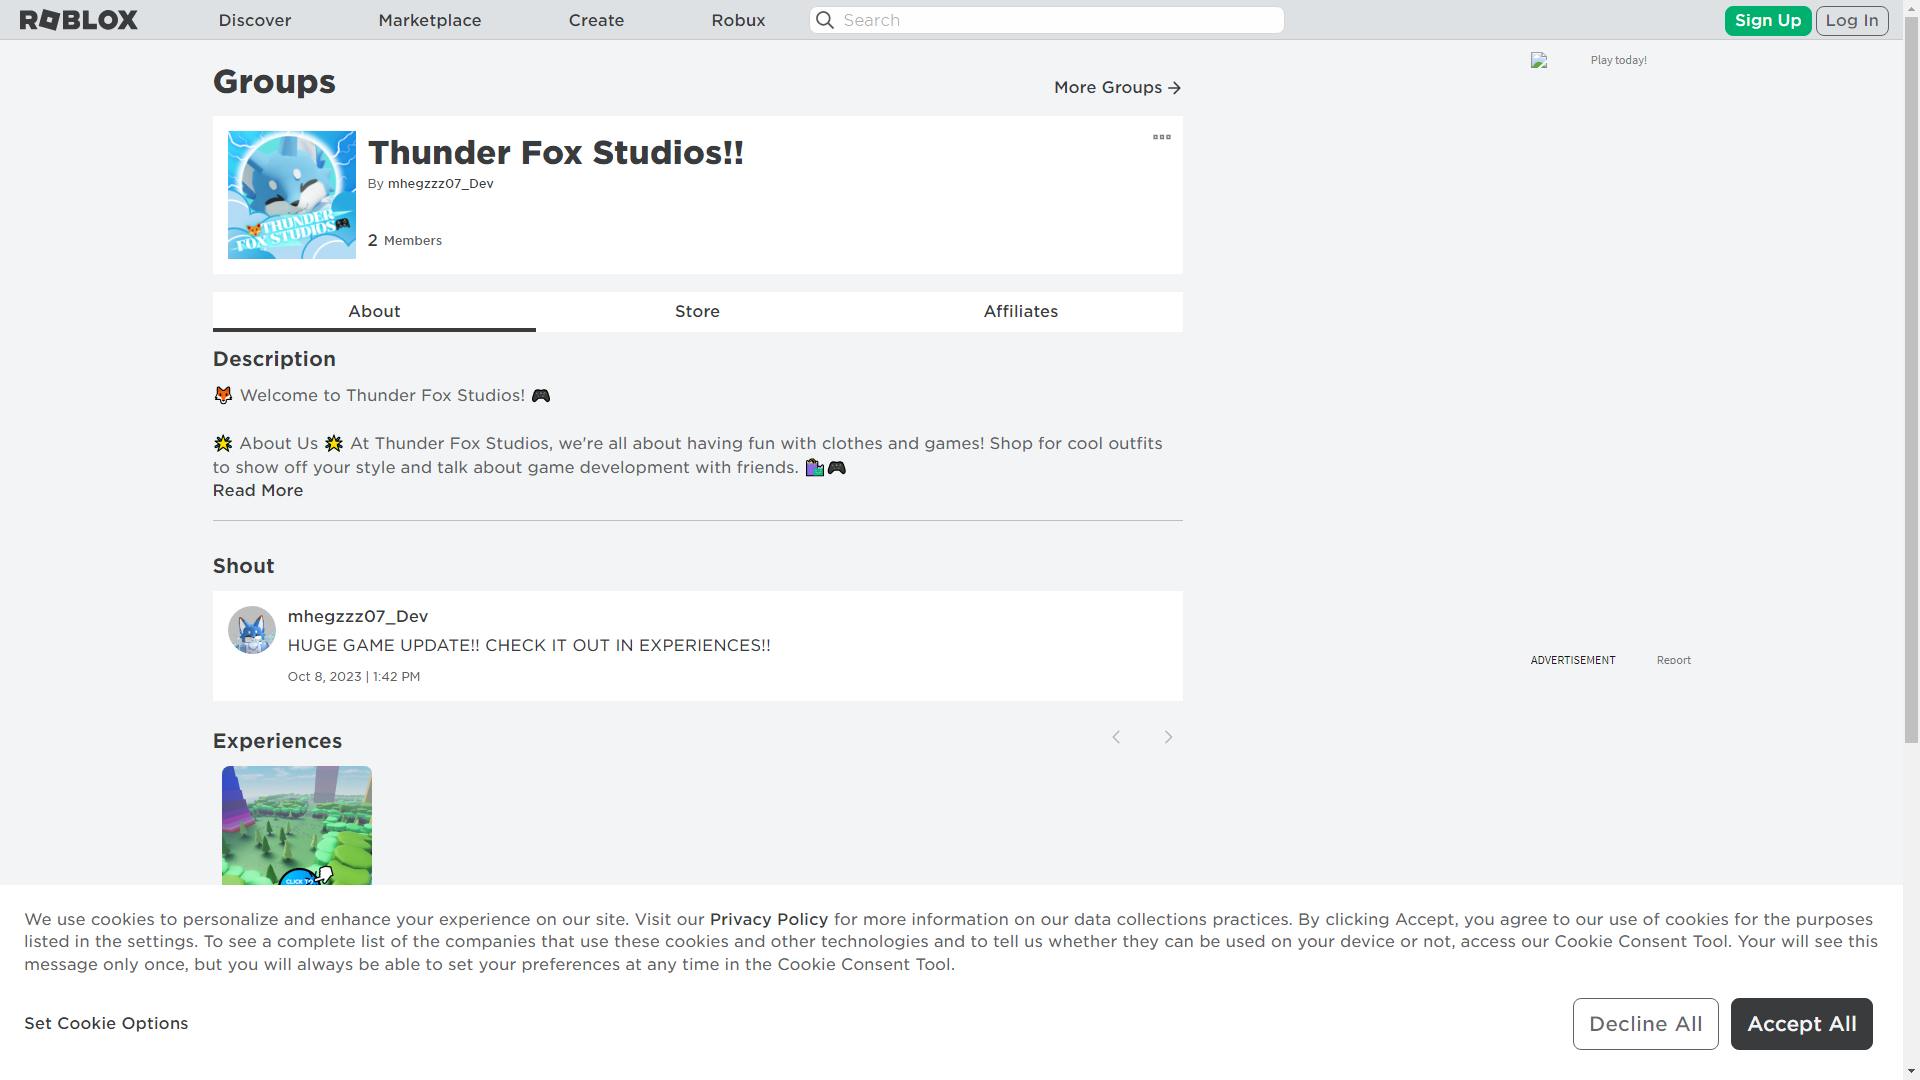 ROBLOX
Discover
Marketplace
Create
Robux
Search
Sign Up
Log In
Groups
More Groups
Play today!
THUNDER
FOX STUDIOS
Thunder Fox Studios!!
By mhegzzz07_Dev
2 Members
About
Store
Affiliates
Description
🦊 Welcome to Thunder Fox Studios! 🎮
🌟 About Us 🌟 At Thunder Fox Studios, we're all about having fun with clothes and games! Shop for cool outfits
to show off your style and talk about game development with friends. 🛍️🎮
Read More
Shout
mhegzzz07_Dev
HUGE GAME UPDATE!! CHECK IT OUT IN EXPERIENCES!!
Oct 8, 2023 | 1:42 PM
ADVERTISEMENT
Report
Experiences
CLICK TO
We use cookies to personalize and enhance your experience on our site. Visit our Privacy Policy for more information on our data collections practices. By clicking Accept, you agree to our use of cookies for the purposes
listed in the settings. To see a complete list of the companies that use these cookies and other technologies and to tell us whether they can be used on your device or not, access our Cookie Consent Tool. Your will see this
message only once, but you will always be able to set your preferences at any time in the Cookie Consent Tool.
Set Cookie Options
Decline All
Accept All